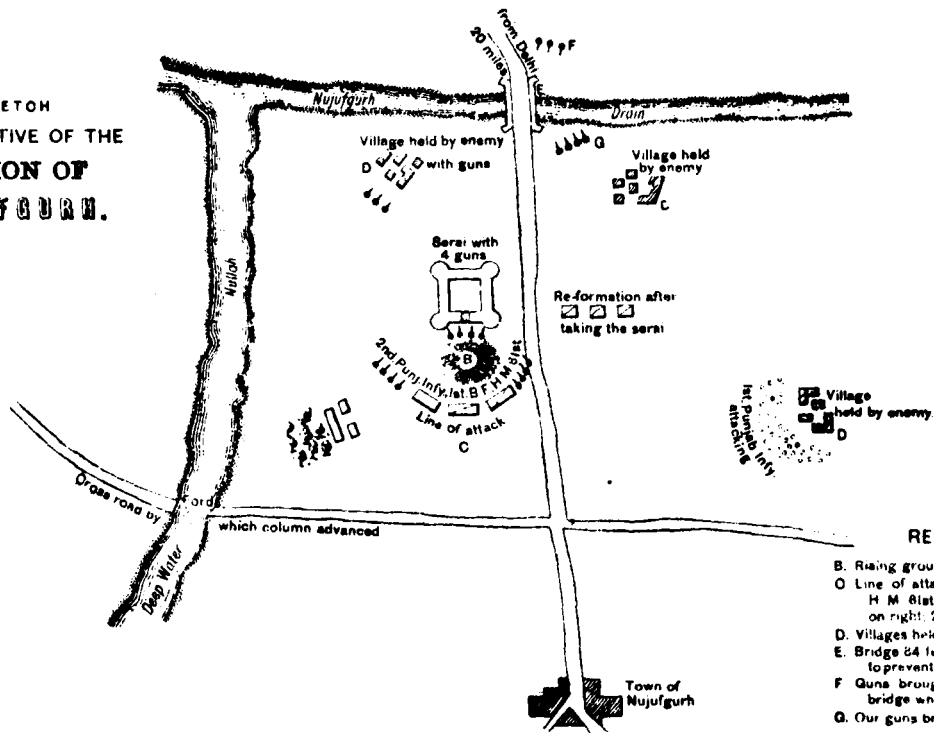 ETCH
TIVE OF THE
ION OF
FGURH.
from Delhi
20 miles
F
E
Nujufgurh
Drain
G
Village held by enemy
with guns
D
Village held
by enemy
Serai with
4 guns
Nullah
Re-formation after
taking the serai
B
2nd Punj. Infy. 1st. B F. H M 81st
Line of attack
C
1st. Punjab Infy
attacking
Village
held by enemy
D
Cross road by
Ford
which column advanced
Deep Water
Town of
Nujufgurh
RE
B. Rising grou
C Line of atta
H M 81st
on right, 2
D. Villages hel
E. Bridge 84 fe
to prevent
F Guns broug
bridge wh
G. Our guns br